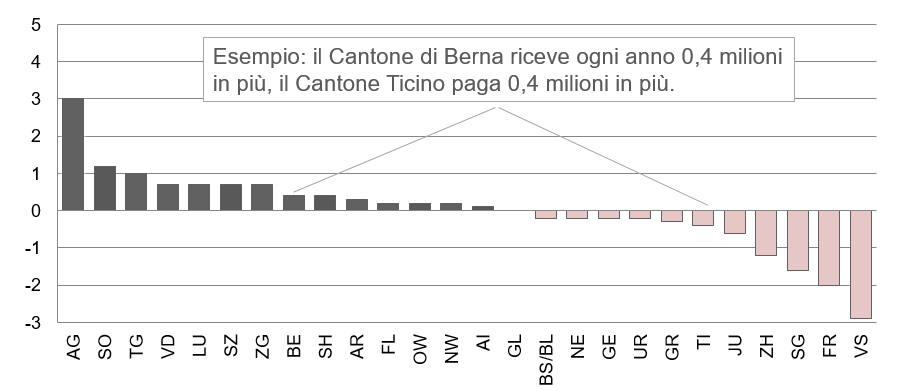 5
4
3
2
1
0
-1
-2
-3
Esempio: il Cantone di Berna riceve ogni anno 0,4 milioni
in più, il Cantone Ticino paga 0,4 milioni in più.
AG
SO
TG
VD
LU
SZ
ZG
BE
SH
AR
FL
OW
NW
AI
GL
BS/BL
NE
GE
UR
GR
TI
JU
ZH
SG
FR
VS